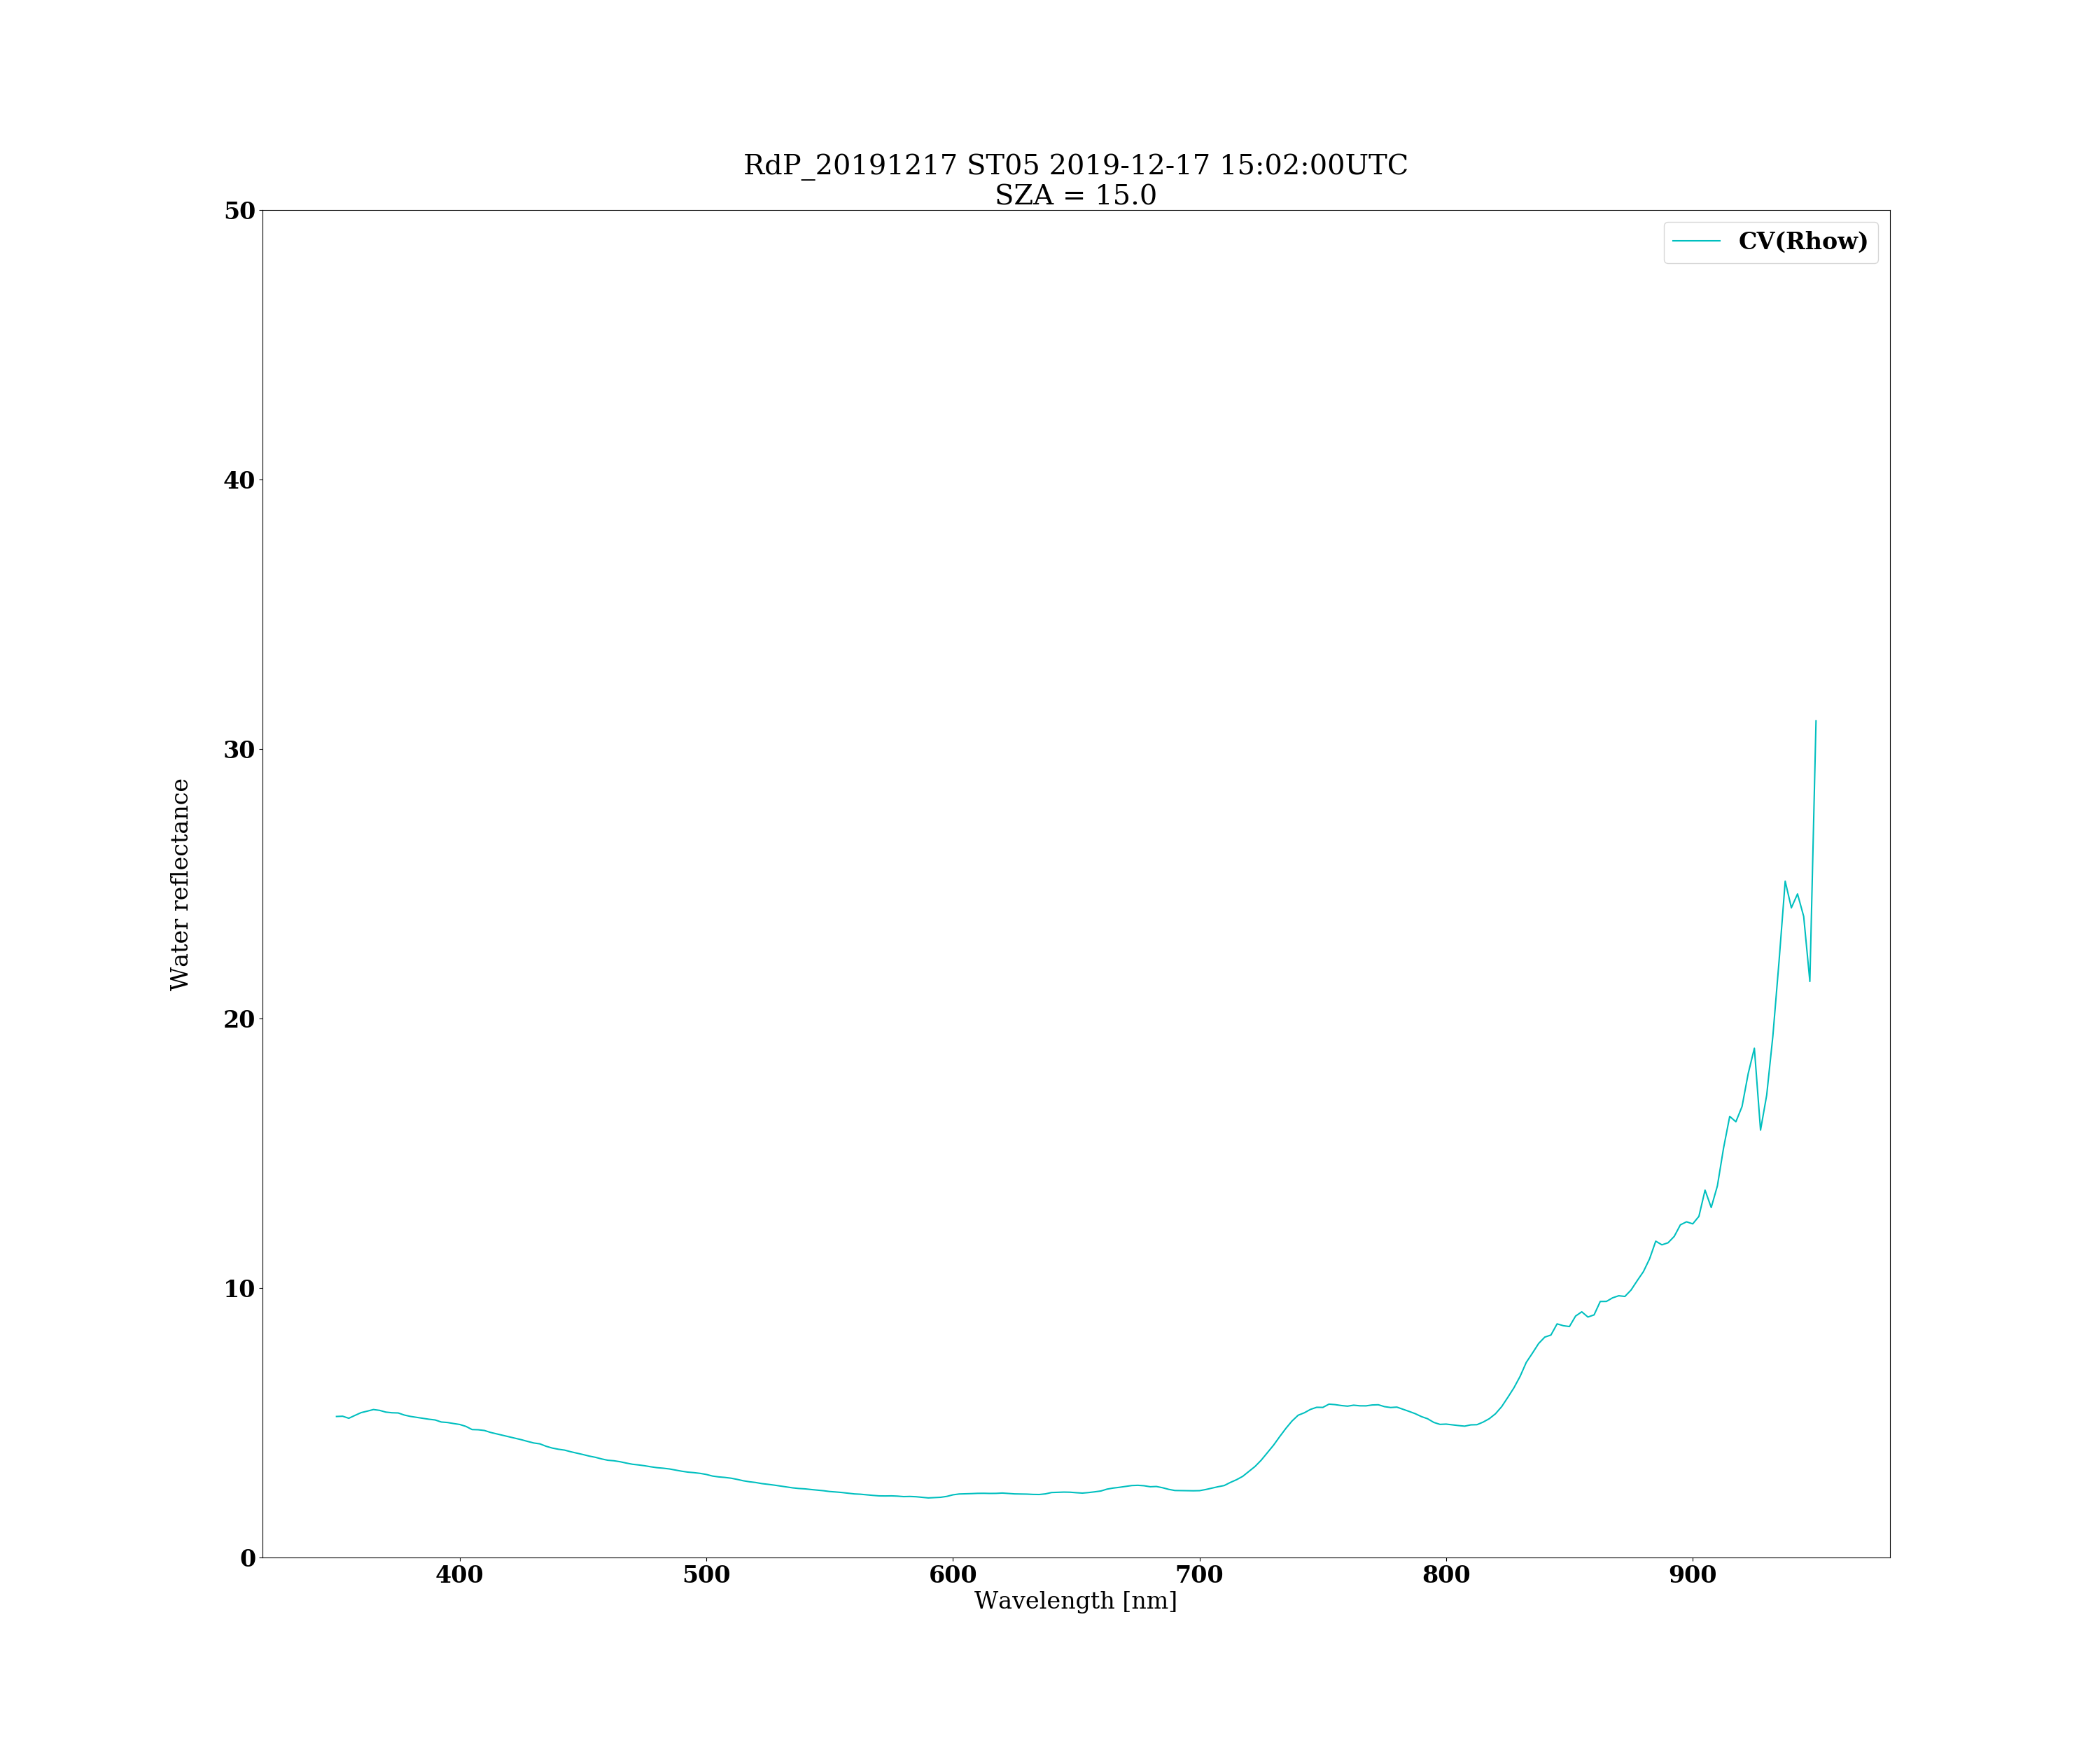 RdP_20191217 ST05 2019-12-17 15:02:00UTC
SZA = 15.0
CV(Rhow)
50
40
30
20
10
0
Water reflectance
400 500 600 700 800 900
Wavelength [nm]